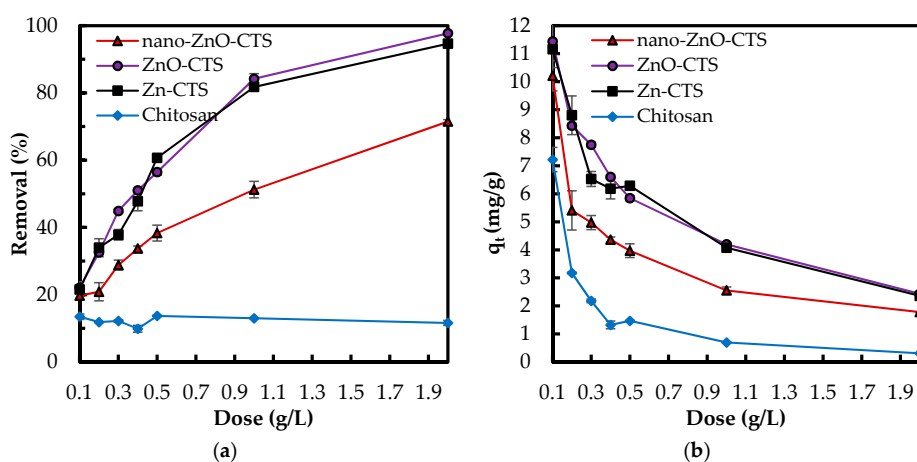 100
80
60
40
20
0
Removal (%)
nano-ZnO-CTS
ZnO-CTS
Zn-CTS
Chitosan
0.1 0.3 0.5 0.7 0.9 1.1 1.3 1.5 1.7 1.9
Dose (g/L)
(a)
12
11
10
9
8
7
6
5
4
3
2
1
0
qt (mg/g)
nano-ZnO-CTS
ZnO-CTS
Zn-CTS
Chitosan
0.1 0.3 0.5 0.7 0.9 1.1 1.3 1.5 1.7 1.9
Dose (g/L)
(b)